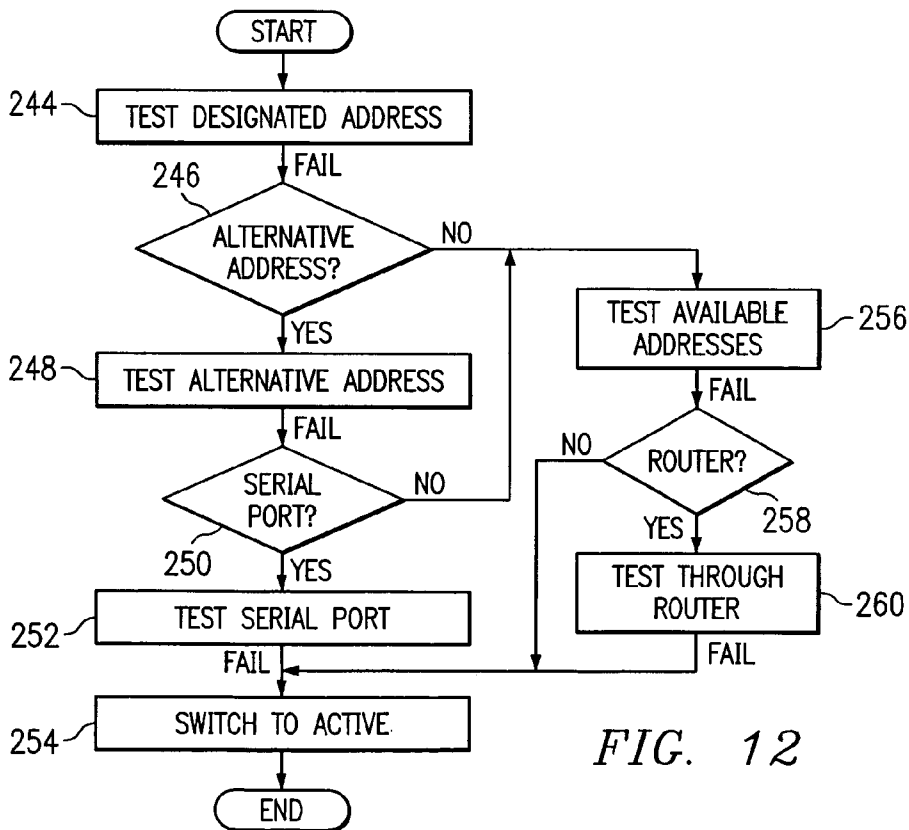 START
244
TEST DESIGNATED ADDRESS
FAIL
246
ALTERNATIVE
ADDRESS?
NO
YES
TEST AVAILABLE
ADDRESSES
256
248
TEST ALTERNATIVE ADDRESS
FAIL
FAIL
NO
ROUTER?
258
SERIAL
PORT?
NO
250
YES
YES
TEST THROUGH
ROUTER
260
252
TEST SERIAL PORT
FAIL
FAIL
254
SWITCH TO ACTIVE
END
FIG. 12